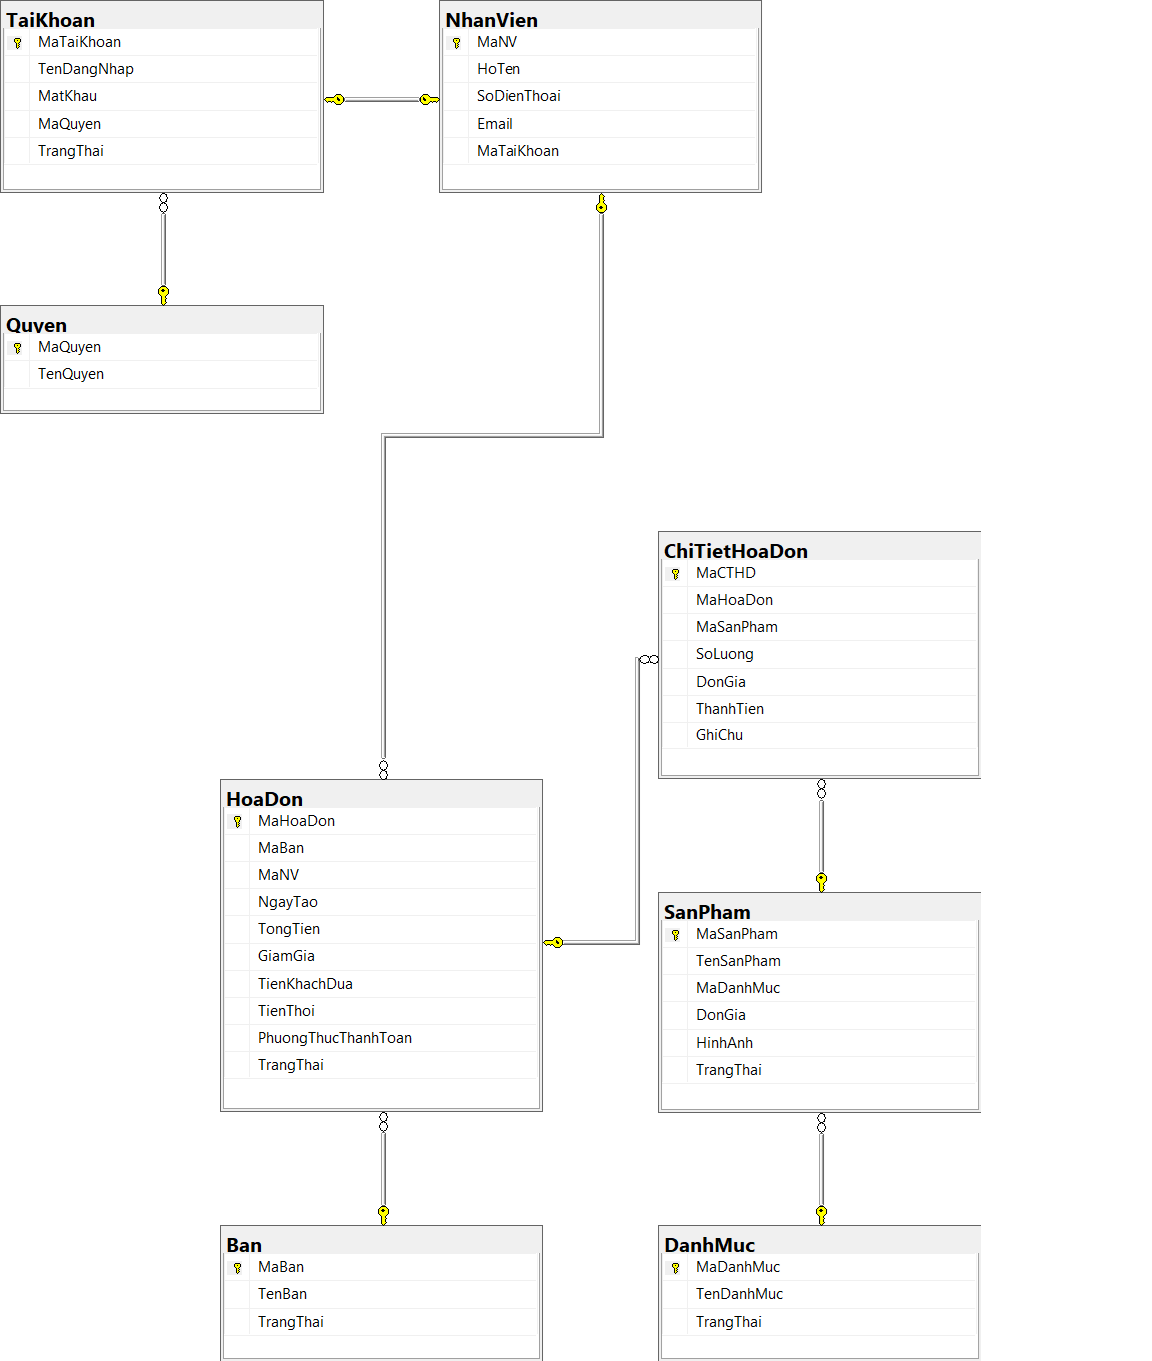 TaiKhoan
MaTaiKhoan
TenDangNhap
MatKhau
MaQuyen
TrangThai
NhanVien
MaNV
HoTen
SoDienThoai
Email
MaTaiKhoan
Quyen
MaQuyen
TenQuyen
ChiTietHoaDon
MaCTHD
MaHoaDon
MaSanPham
SoLuong
DonGia
ThanhTien
GhiChu
HoaDon
MaHoaDon
MaBan
MaNV
NgayTao
TongTien
GiamGia
TienKhachDua
TienThoi
PhuongThucThanhToan
TrangThai
SanPham
MaSanPham
TenSanPham
MaDanhMuc
DonGia
HinhAnh
TrangThai
Ban
MaBan
TenBan
TrangThai
DanhMuc
MaDanhMuc
TenDanhMuc
TrangThai